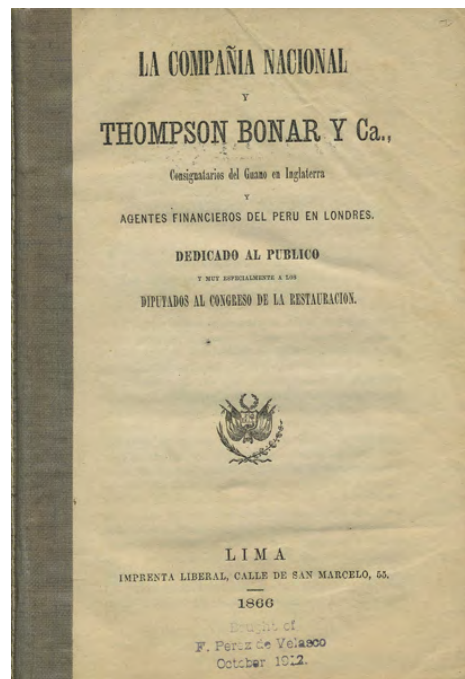 LA COMPAÑIA NACIONAL
Y
THOMPSON BONAR Y Ca.,
Consignatarios del Guano en Inglaterra
Y
AGENTES FINANCIEROS DEL PERU EN LONDRES.
DEDICADO AL PUBLICO
Y MUY ESPECIALMENTE A LOS
DIPUTADOS AL CONGRESO DE LA RESTAURACION.
LIMA
IMPRENTA LIBERAL, CALLE DE SAN MARCELO, 55.
1866
Bought of
F. Perez de Velasco
October 1912.